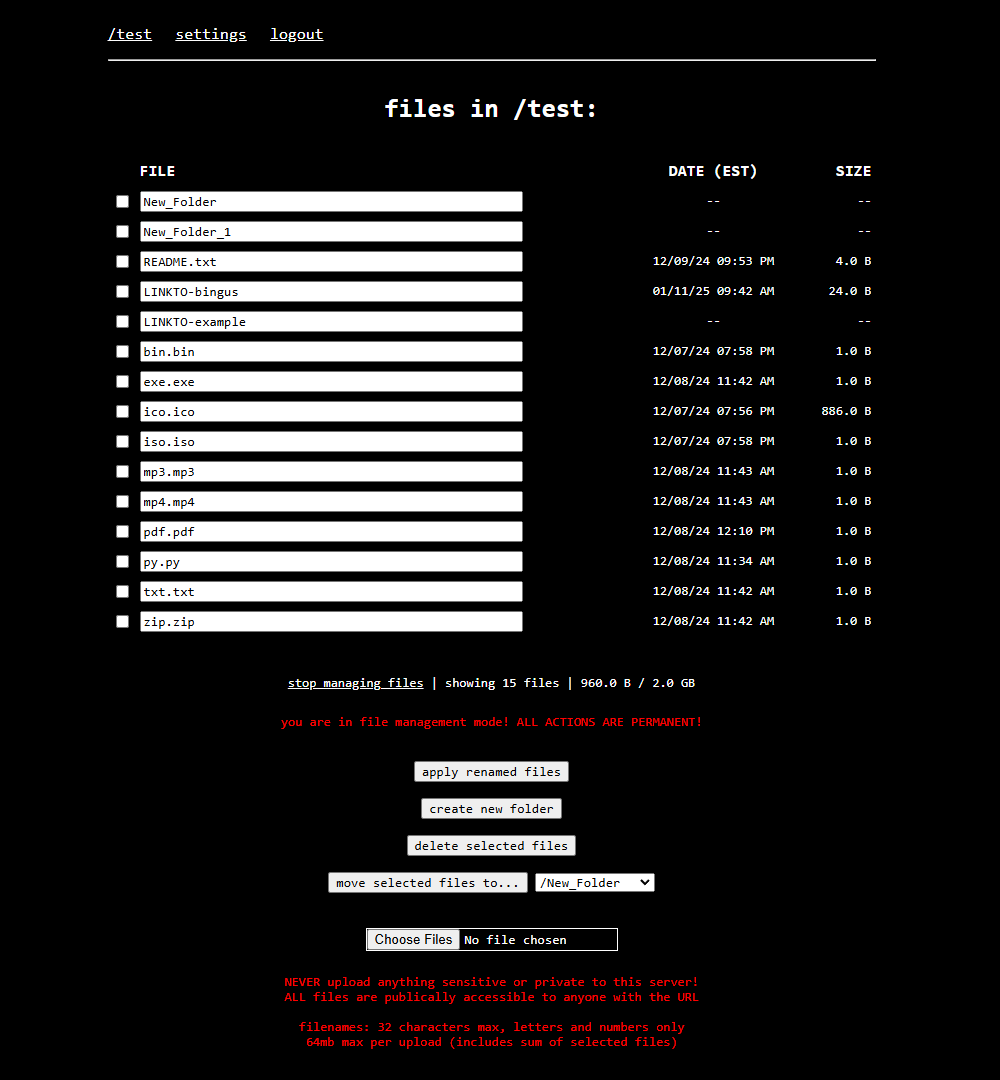 /test settings logout
files in /test:
FILE DATE (EST) SIZE
New_Folder -- --
New_Folder_1 -- --
README.txt 12/09/24 09:53 PM 4.0 B
LINKTO-bingus 01/11/25 09:42 AM 24.0 B
LINKTO-example -- --
bin.bin 12/07/24 07:58 PM 1.0 B
exe.exe 12/08/24 11:42 AM 1.0 B
ico.ico 12/07/24 07:56 PM 886.0 B
iso.iso 12/07/24 07:58 PM 1.0 B
mp3.mp3 12/08/24 11:43 AM 1.0 B
mp4.mp4 12/08/24 11:43 AM 1.0 B
pdf.pdf 12/08/24 12:10 PM 1.0 B
py.py 12/08/24 11:34 AM 1.0 B
txt.txt 12/08/24 11:42 AM 1.0 B
zip.zip 12/08/24 11:42 AM 1.0 B
stop managing files | showing 15 files | 960.0 B / 2.0 GB
you are in file management mode! ALL ACTIONS ARE PERMANENT!
apply renamed files
create new folder
delete selected files
move selected files to... /New_Folder
Choose Files No file chosen
NEVER upload anything sensitive or private to this server!
ALL files are publically accessible to anyone with the URL
filenames: 32 characters max, letters and numbers only
64mb max per upload (includes sum of selected files)